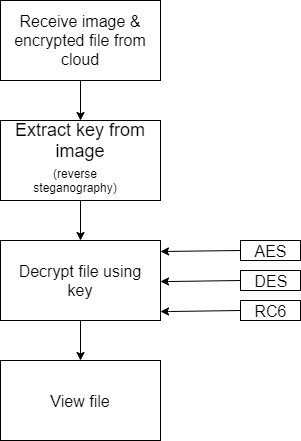 Receive image &
encrypted file from
cloud
Extract key from
image
(reverse
steganography)
Decrypt file using
key
AES
DES
RC6
View file